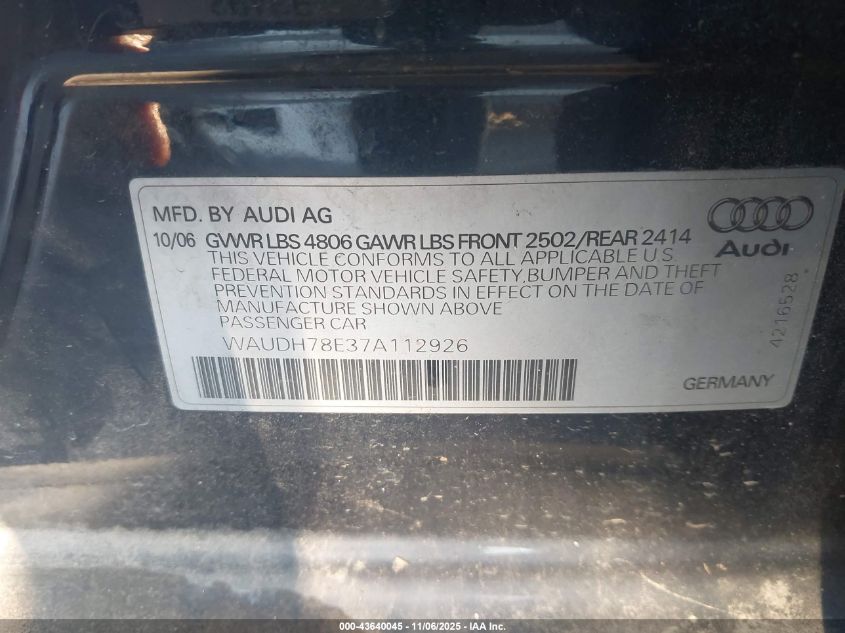 MFD. BY AUDI AG
10/06 GVWR LBS 4806 GAWR LBS FRONT 2502/REAR 2414
THIS VEHICLE CONFORMS TO ALL APPLICABLE U.S
FEDERAL MOTOR VEHICLE SAFETY,BUMPER AND THEFT
PREVENTION STANDARDS IN EFFECT ON THE DATE OF
MANUFACTURE SHOWN ABOVE
PASSENGER CAR
WAUDH78E37A112926
Audi
4216528*
GERMANY
000-43640045 - 11/06/2025 - IAA Inc.